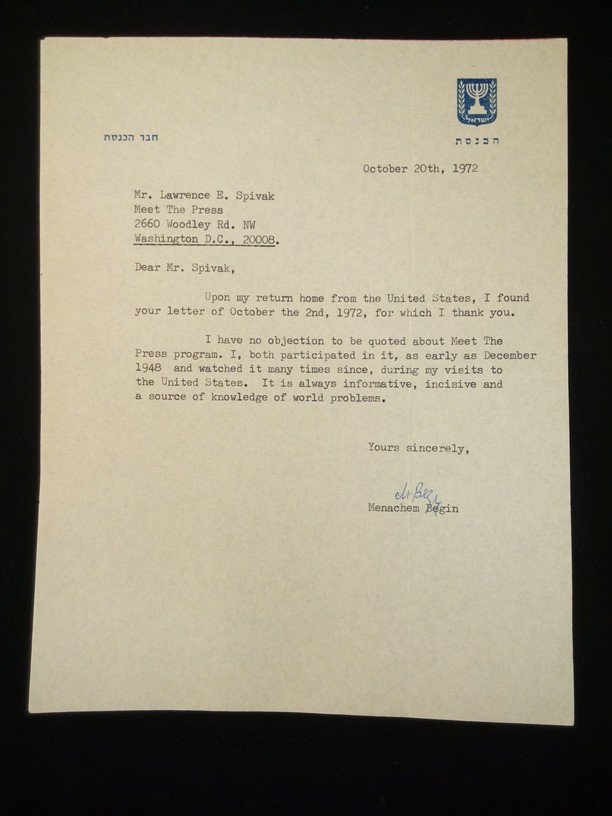 ישראל
חבר הכנסת
הכנסת
October 20th, 1972
Mr. Lawrence E. Spivak
Meet The Press
2660 Woodley Rd. NW
Washington D.C., 20008.
Dear Mr. Spivak,
Upon my return home from the United States, I found
your letter of October the 2nd, 1972, for which I thank you.
I have no objection to be quoted about Meet The
Press program. I, both participated in it, as early as December
1948 and watched it many times since, during my visits to
the United States. It is always informative, incisive and
a source of knowledge of world problems.
Yours sincerely,
M. Begin
Menachem Begin